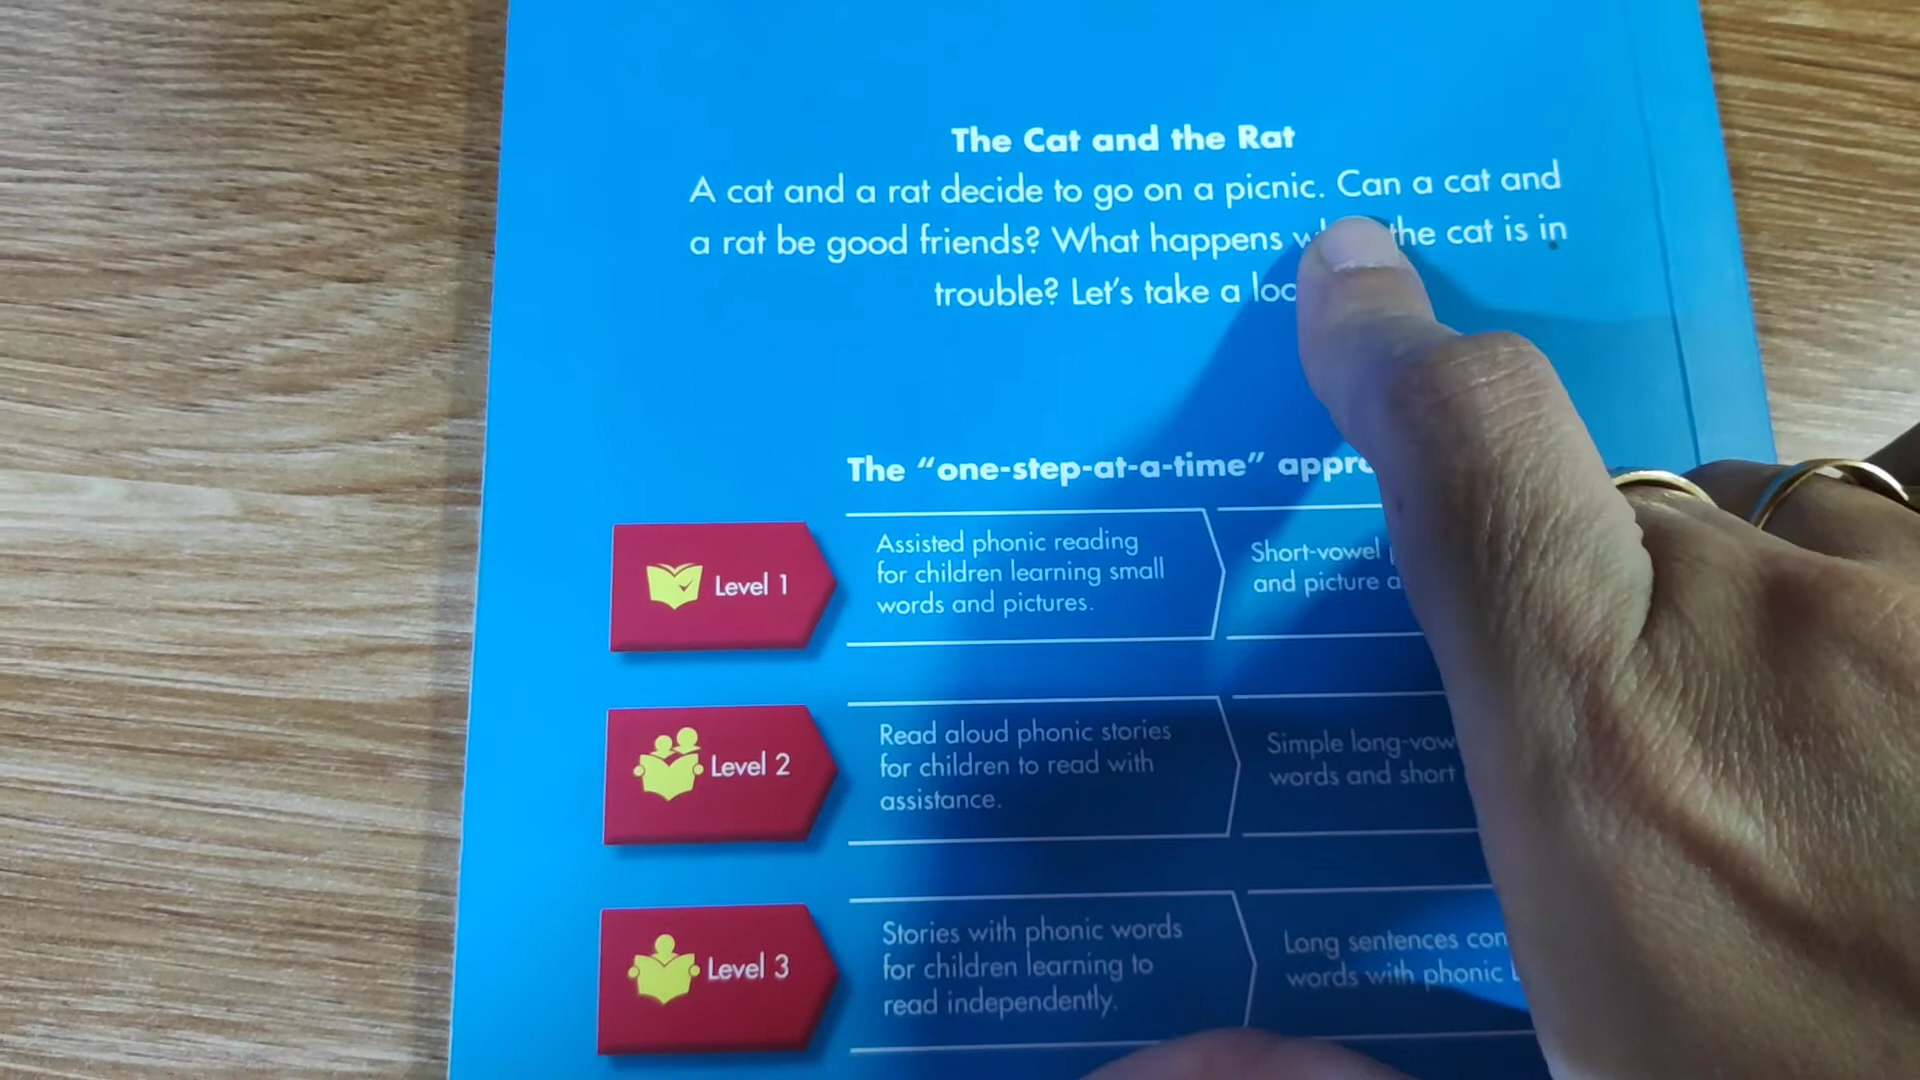 The Cat and the Rat
A cat and a rat decide to go on a picnic. Can a cat and
a rat be good friends? What happens the cat is in
trouble? Let's take a
The "one-step-at-a-time"
Level 1
Assisted phonic reading
for children learning small
words and pictures.
Short-vowel
and picture
Level 2
Read aloud phonic stories
for children to read with
assistance.
Simple
words and short
Level 3
Stories with phonic words
for children learning to
read independently.
Long sentences
words with phonic